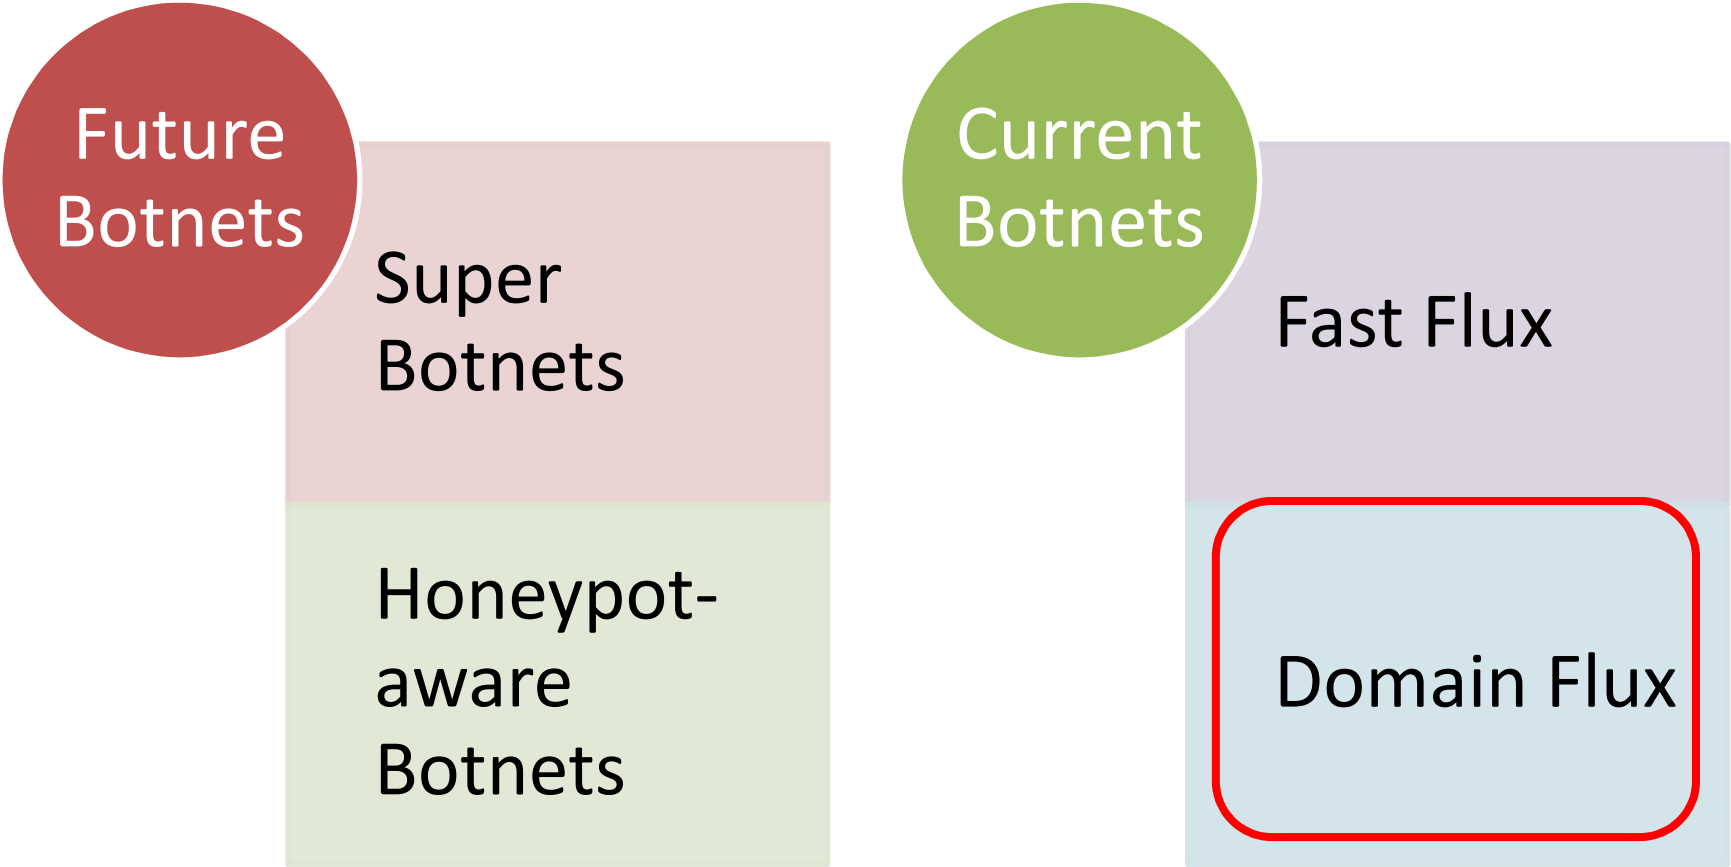 Future
Botnets
Super
Botnets
Honeypot-
aware
Botnets
Current
Botnets
Fast Flux
Domain Flux